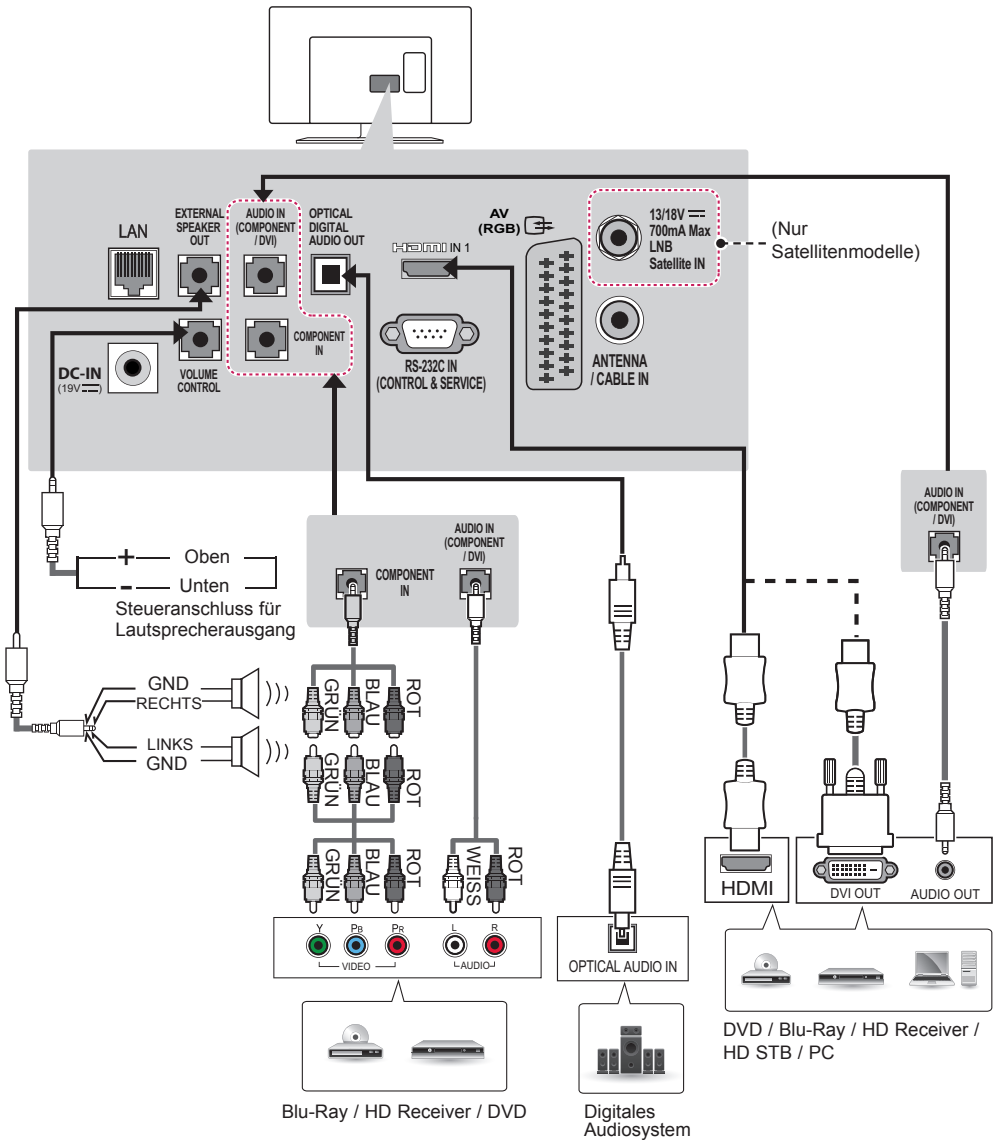 LAN
EXTERNAL
SPEAKER
OUT
AUDIO IN
(COMPONENT
/ DVI)
OPTICAL
DIGITAL
AUDIO OUT
HDMI IN 1
AV
(RGB)
13/18V
700mA Max
LNB
Satellite IN
(Nur
Satellitenmodelle)
DC-IN
(19V)
VOLUME
CONTROL
COMPONENT
IN
RS-232C IN
(CONTROL & SERVICE)
ANTENNA
/ CABLE IN
AUDIO IN
(COMPONENT
/ DVI)
+ Oben
- Unten
Steueranschluss für
Lautsprecherausgang
COMPONENT
IN
AUDIO IN
(COMPONENT
/ DVI)
GND
RECHTS
LINKS
GND
GRÜN
BLAU
ROT
GRÜN
BLAU
ROT
GRÜN
BLAU
ROT
WEISS
ROT
Y
PB
PR
VIDEO
L
R
AUDIO
OPTICAL AUDIO IN
HDMI
DVI OUT
AUDIO OUT
Blu-Ray / HD Receiver / DVD
Digitales
Audiosystem
DVD / Blu-Ray / HD Receiver /
HD STB / PC